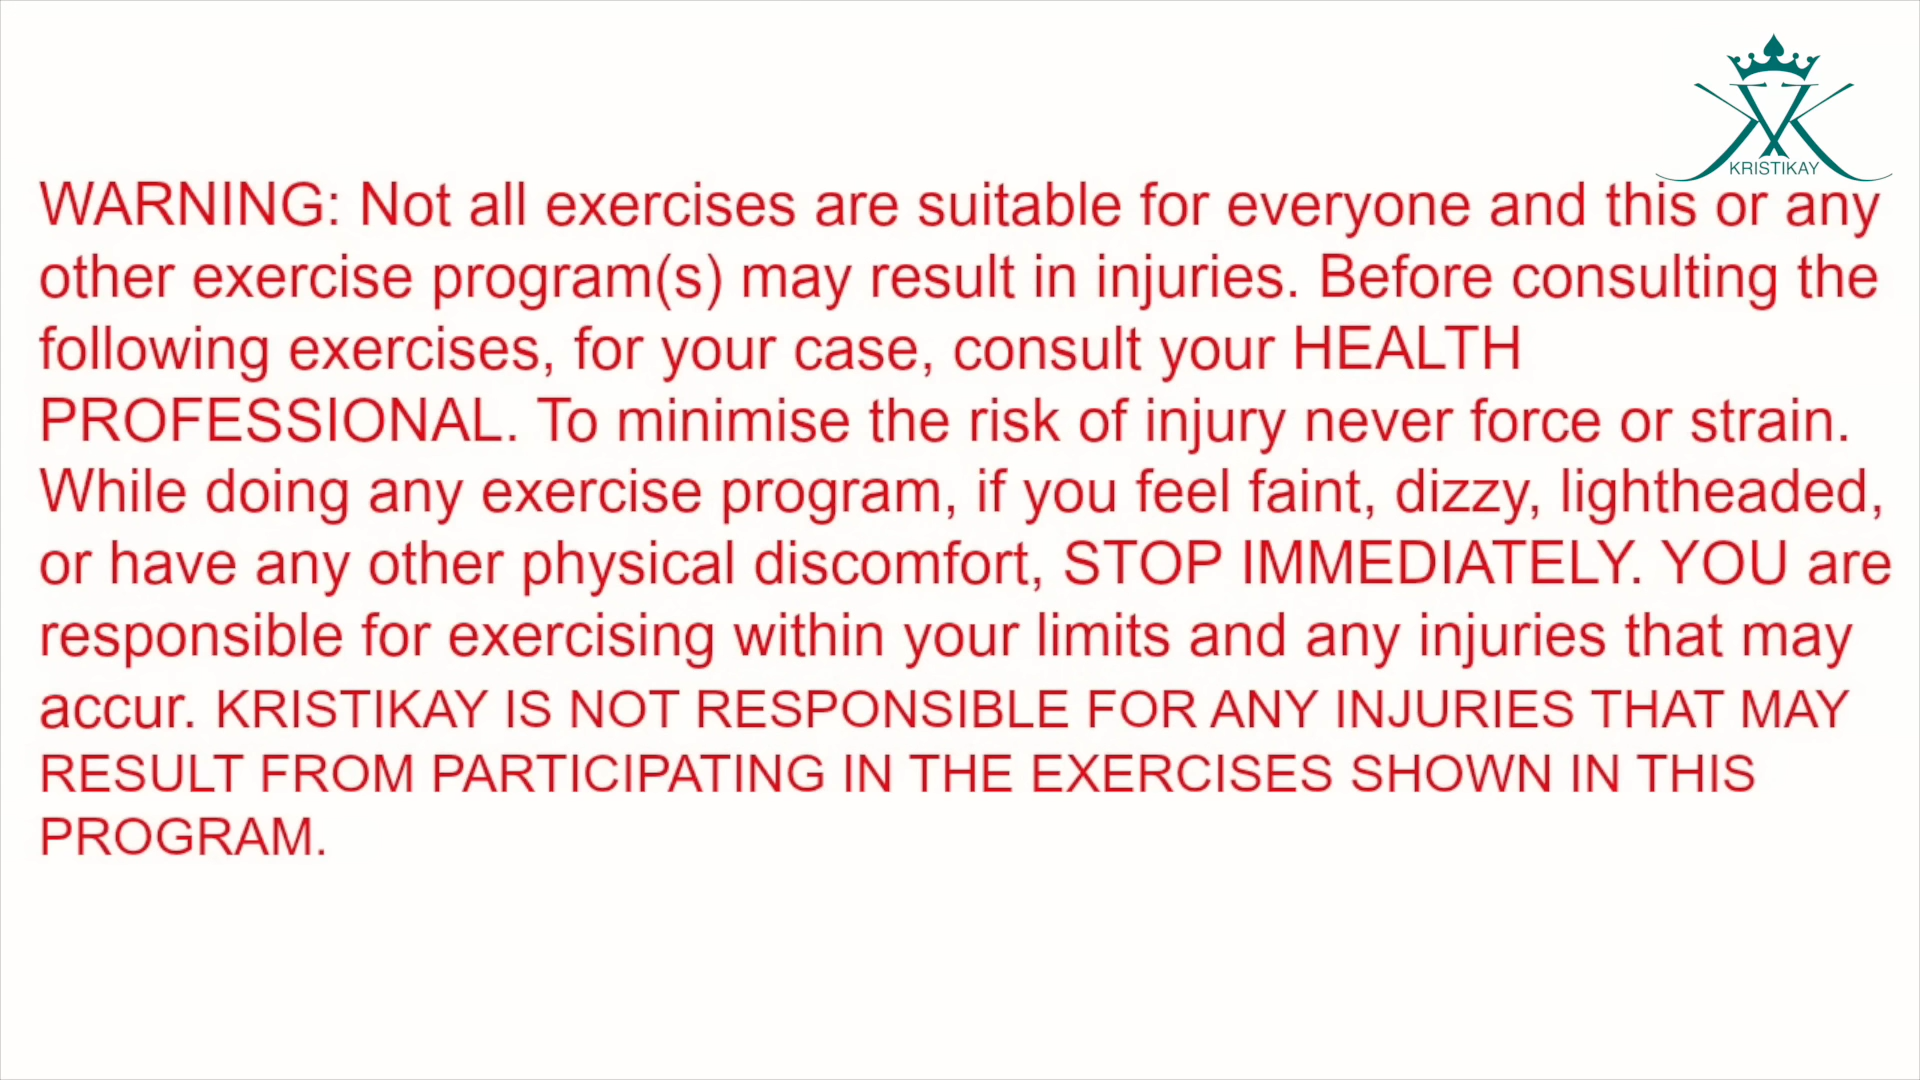 KRISTIKAY
WARNING: Not all exercises are suitable for everyone and this or any
other exercise program(s) may result in injuries. Before consulting the
following exercises, for your case, consult your HEALTH
PROFESSIONAL. To minimise the risk of injury never force or strain.
While doing any exercise program, if you feel faint, dizzy, lightheaded,
or have any other physical discomfort, STOP IMMEDIATELY. YOU are
responsible for exercising within your limits and any injuries that may
accur. KRISTIKAY IS NOT RESPONSIBLE FOR ANY INJURIES THAT MAY
RESULT FROM PARTICIPATING IN THE EXERCISES SHOWN IN THIS
PROGRAM.